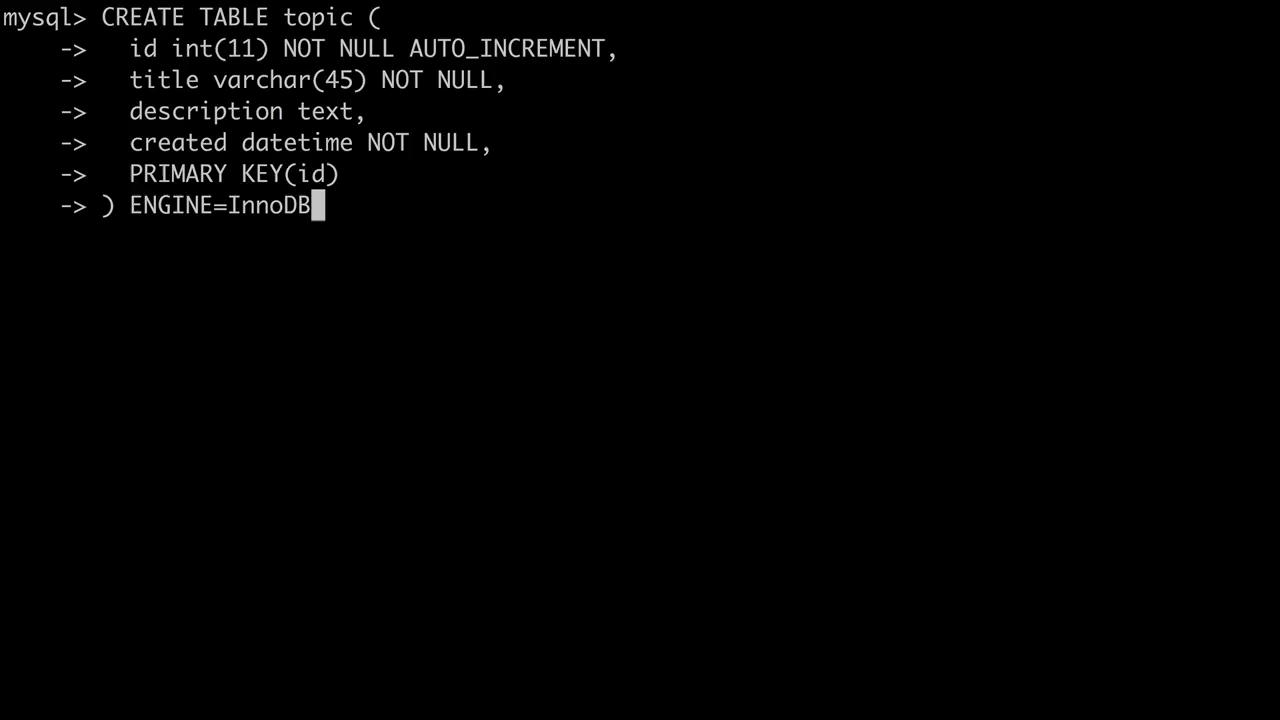 mysql> CREATE TABLE topic (
    ->   id int(11) NOT NULL AUTO_INCREMENT,
    ->   title varchar(45) NOT NULL,
    ->   description text,
    ->   created datetime NOT NULL,
    ->   PRIMARY KEY(id)
    -> ) ENGINE=InnoDB